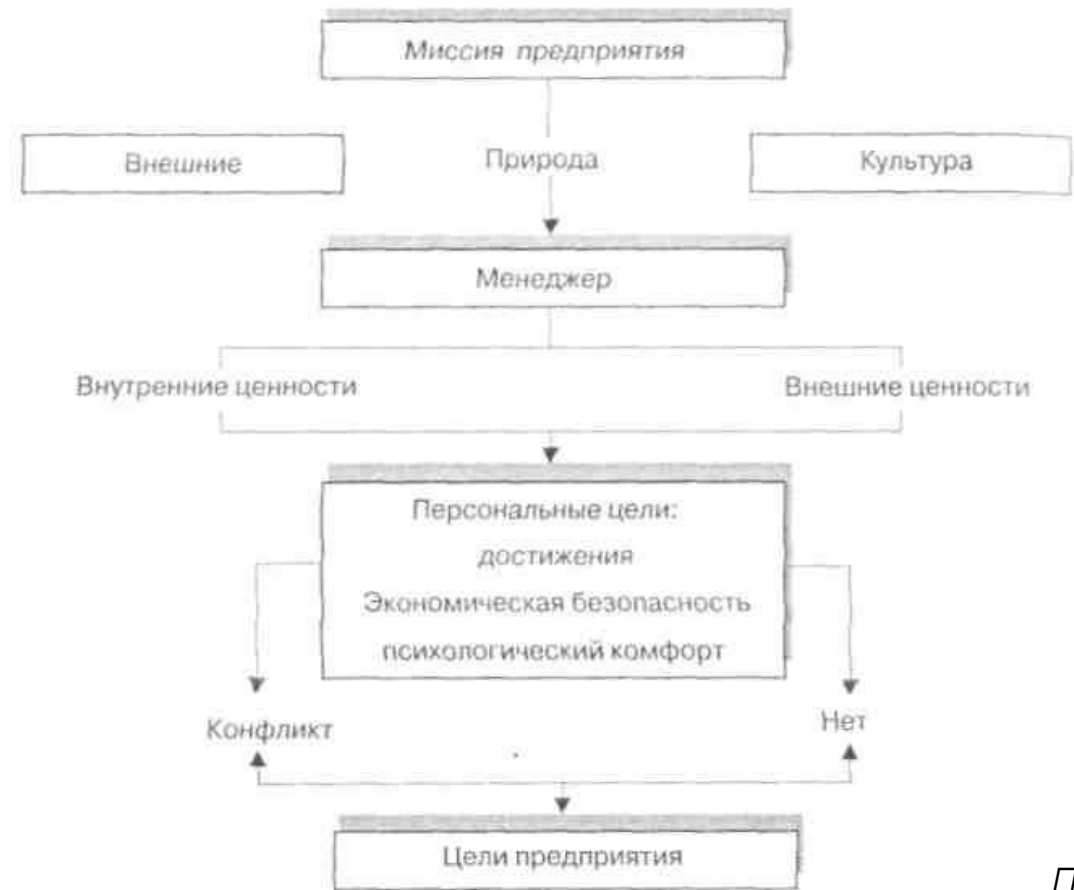 Миссия предприятия
Внешние
Природа
Культура
Менеджер
Внутренние ценности
Внешние ценности
Персональные цели:
достижения
Экономическая безопасность
психологический комфорт
Конфликт
Нет
Цели предприятия